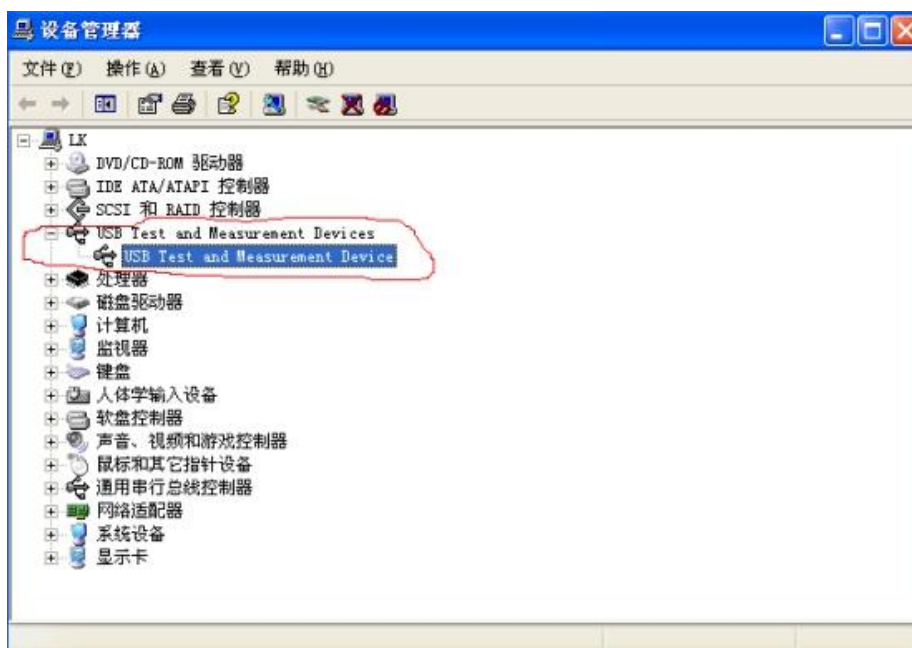 设备管理器
文件(F) 操作(A) 查看(V) 帮助(H)
LK
DVD/CD-ROM 驱动器
IDE ATA/ATAPI 控制器
SCSI 和 RAID 控制器
USB Test and Measurement Devices
USB Test and Measurement Device
处理器
磁盘驱动器
计算机
监视器
键盘
人体学输入设备
软盘控制器
声音、视频和游戏控制器
鼠标和其它指针设备
通用串行总线控制器
网络适配器
系统设备
显示卡